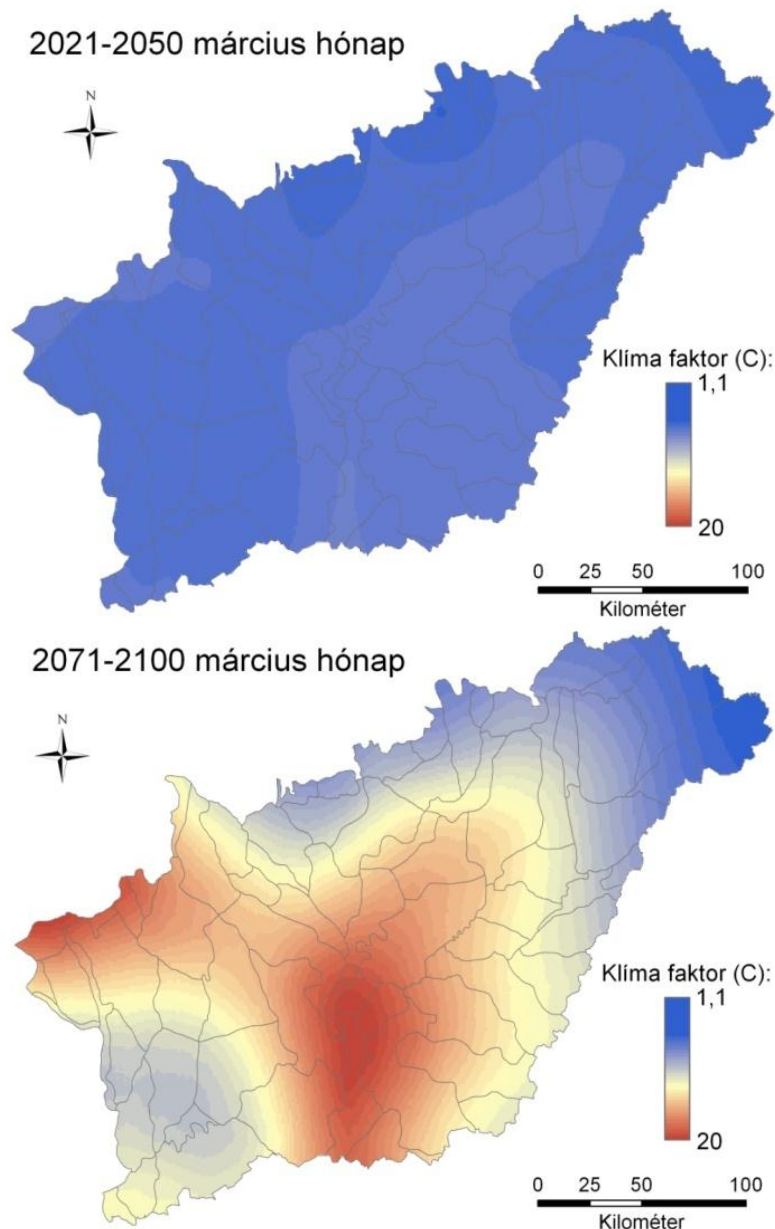 2021-2050 március hónap
N
Klíma faktor (C):
1,1
20
0 25 50 100
Kilométer
2071-2100 március hónap
N
Klíma faktor (C):
1,1
20
0 25 50 100
Kilométer